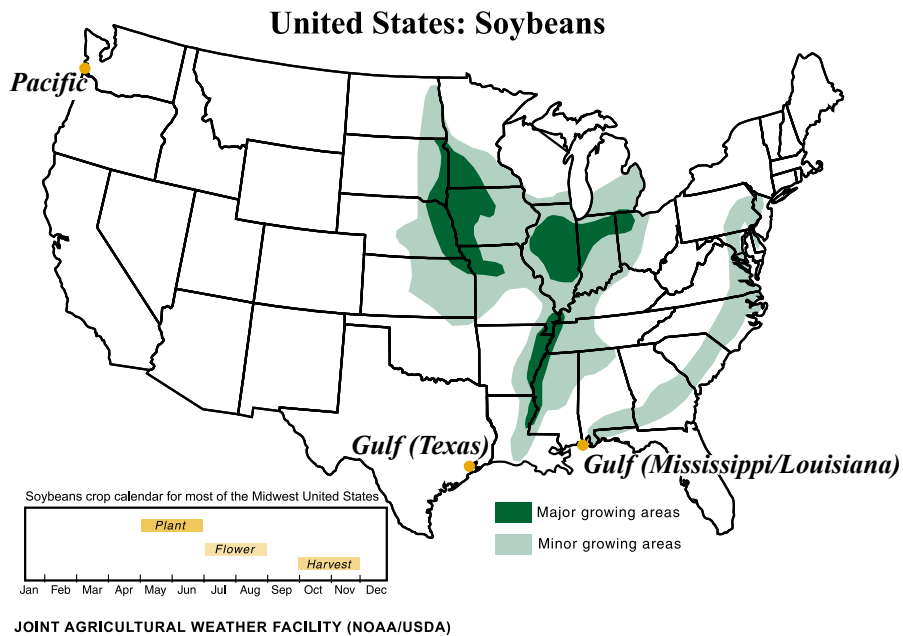 United States: Soybeans
Pacific
Gulf (Texas)
Gulf (Mississippi/Louisiana)
Soybeans crop calendar for most of the Midwest United States
Plant
Flower
Harvest
Jan Feb Mar Apr May Jun Jul Aug Sep Oct Nov Dec
Major growing areas
Minor growing areas
JOINT AGRICULTURAL WEATHER FACILITY (NOAA/USDA)